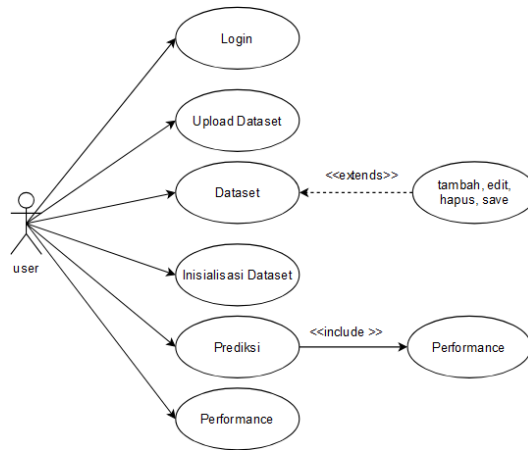 Login
Upload Dataset
<<extends>>
Dataset
tambah, edit,
hapus, save
user
Inisialisasi Dataset
<<include >>
Prediksi
Performance
Performance